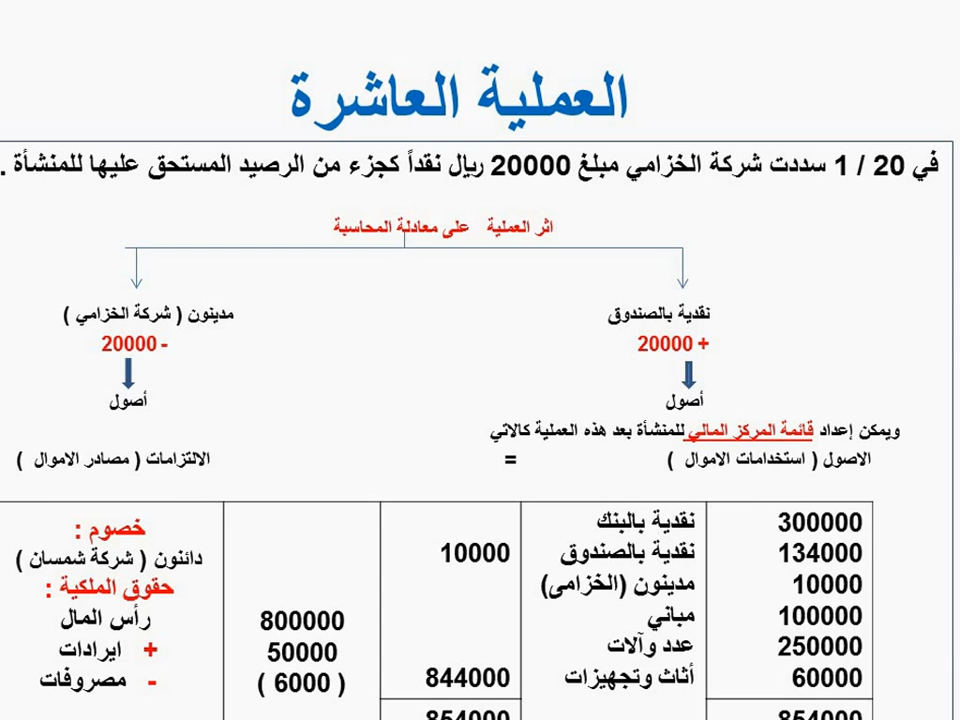 العملية العاشرة
في 20 / 1 سددت شركة الخزامي مبلغ 20000 ريال نقداً كجزء من الرصيد المستحق عليها للمنشأة .
اثر العملية على معادلة المحاسبة
نقدية بالصندوق مدينون ( شركة الخزامي )
+ 20000 - 20000
أصول أصول
ويمكن إعداد قائمة المركز المالي للمنشأة بعد هذه العملية كالاتي
الاصول ( استخدامات الاموال ) = الالتزامات ( مصادر الاموال )
300000 نقدية بالبنك خصوم :
134000 نقدية بالصندوق 10000 دائنون ( شركة شمسان )
10000 مدينون (الخزامى) حقوق الملكية :
100000 مباني 800000 رأس المال
250000 عدد وآلات 50000 + ايرادات
60000 أثاث وتجهيزات 844000 ( 6000 ) - مصروفات
854000 854000